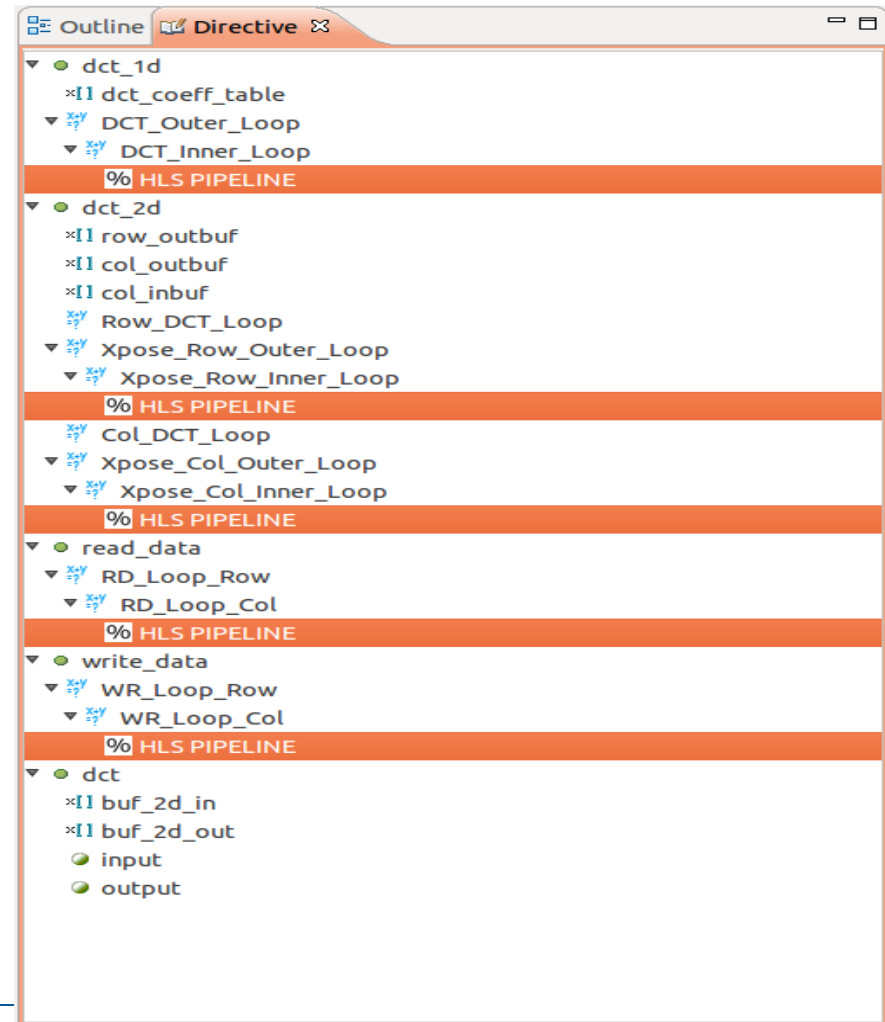 Outline Directive
dct_1d
×[] dct_coeff_table
DCT_Outer_Loop
DCT_Inner_Loop
% HLS PIPELINE
dct_2d
×[] row_outbuf
×[] col_outbuf
×[] col_inbuf
Row_DCT_Loop
Xpose_Row_Outer_Loop
Xpose_Row_Inner_Loop
% HLS PIPELINE
Col_DCT_Loop
Xpose_Col_Outer_Loop
Xpose_Col_Inner_Loop
% HLS PIPELINE
read_data
RD_Loop_Row
RD_Loop_Col
% HLS PIPELINE
write_data
WR_Loop_Row
WR_Loop_Col
% HLS PIPELINE
dct
×[] buf_2d_in
×[] buf_2d_out
input
output